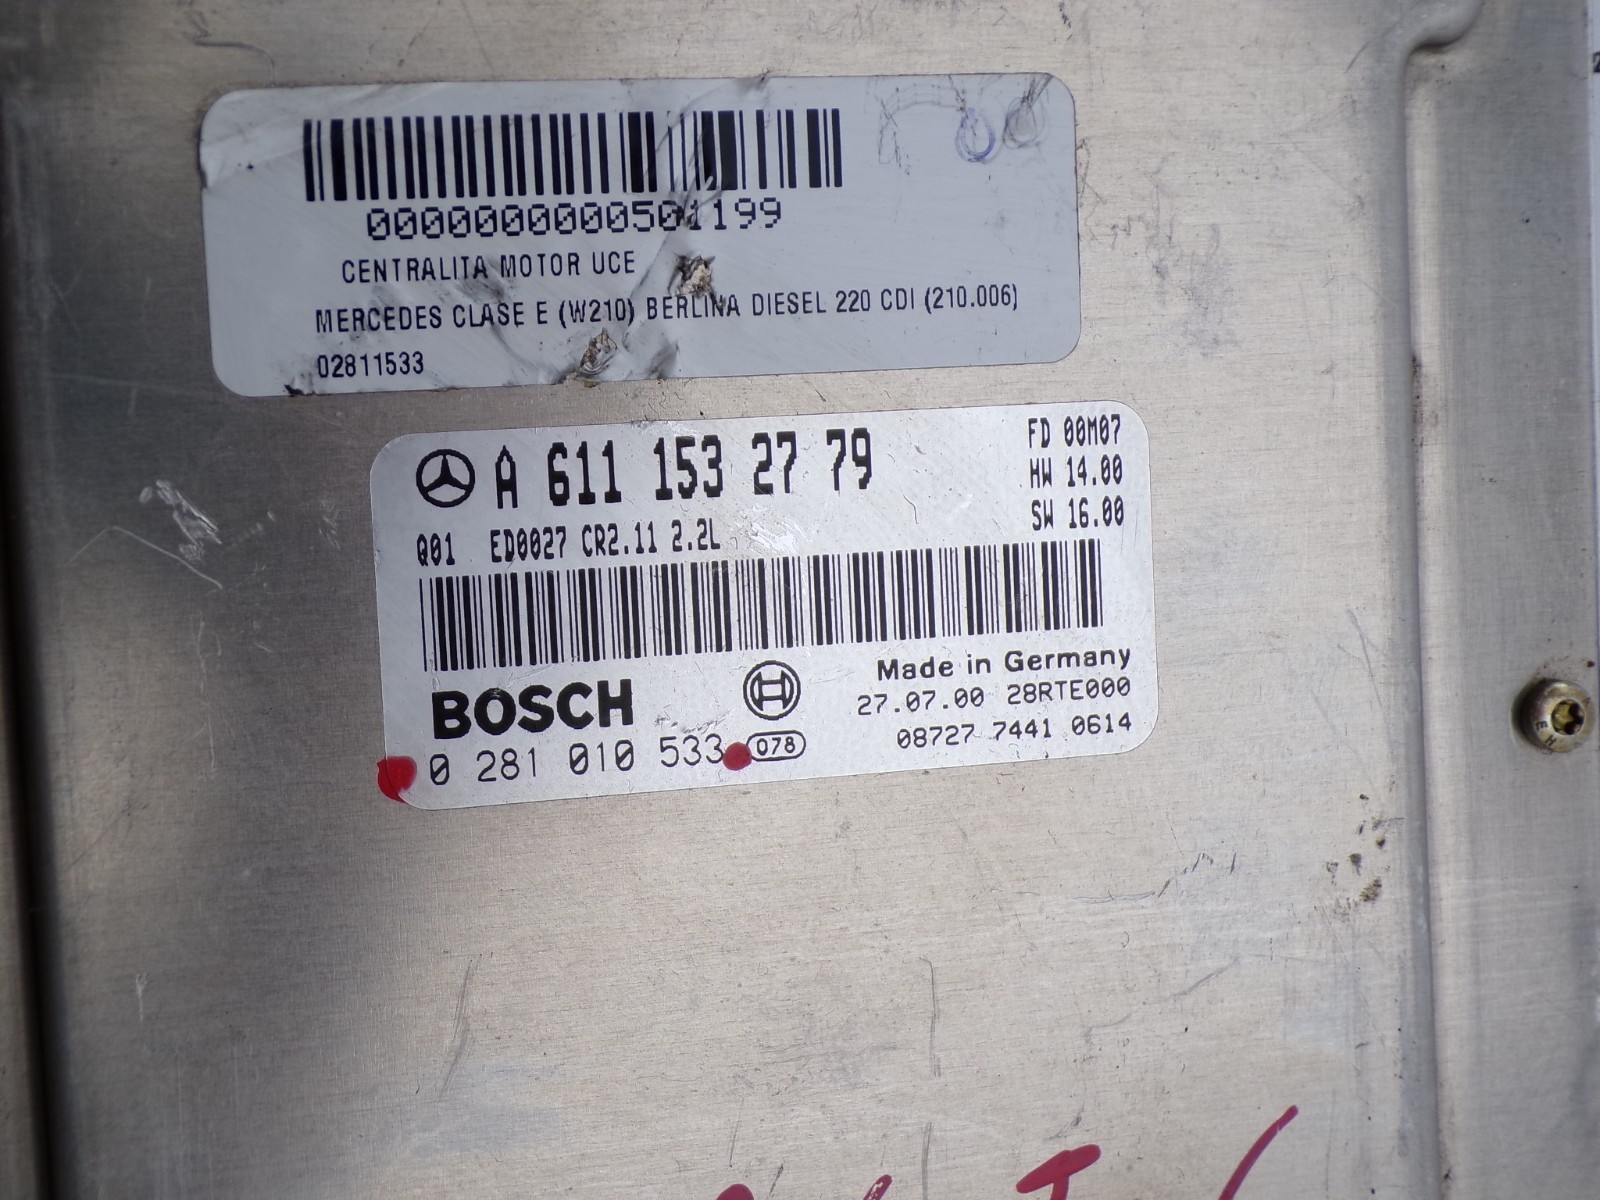 0000000000501199
CENTRALITA MOTOR UCE
MERCEDES CLASE E (W210) BERLINA DIESEL 220 CDI (210.006)
02811533
A 611 153 27 79
FD 00M07
HW 14.00
SW 16.00
Q01 ED0027 CR2.11 2.2L
BOSCH
Made in Germany
27.07.00 28RTE000
08727 7441 0614
0 281 010 533
078